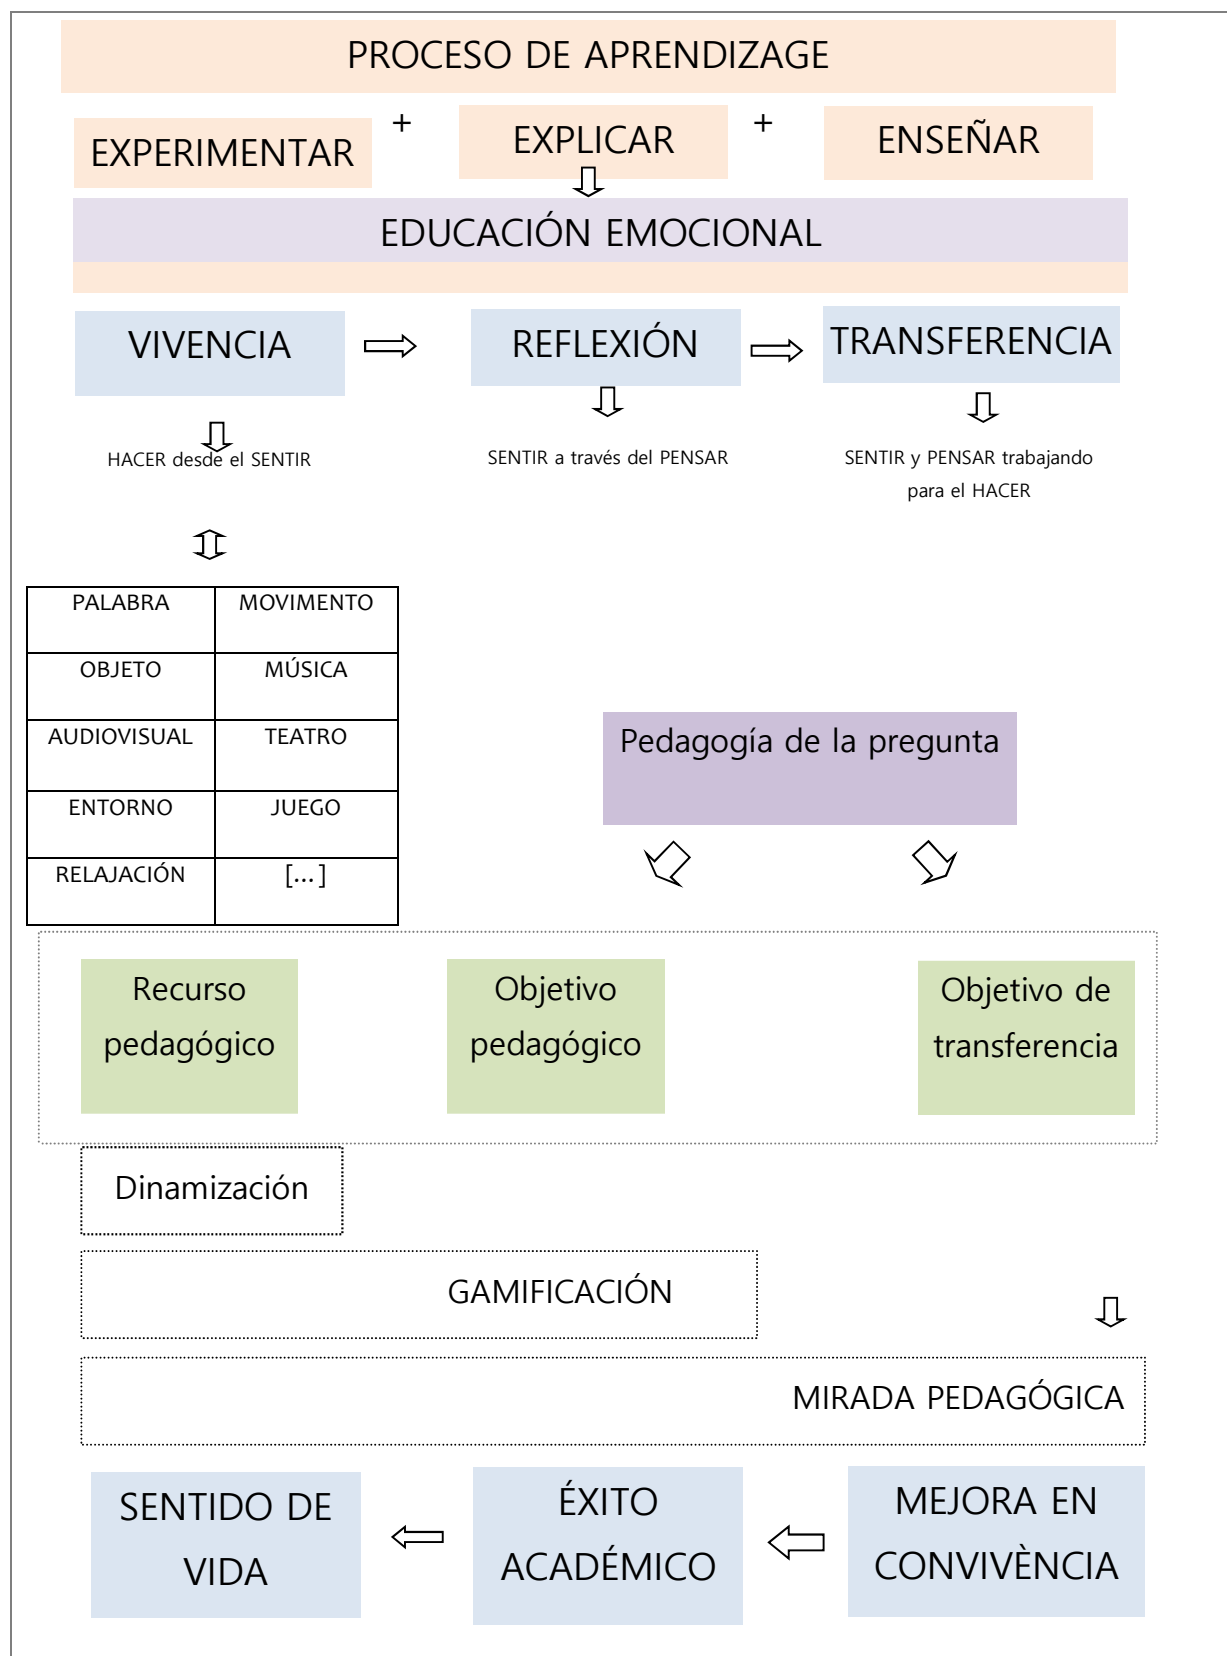 PROCESO DE APRENDIZAGE
EXPERIMENTAR + EXPLICAR + ENSEÑAR
EDUCACIÓN EMOCIONAL
VIVENCIA REFLEXIÓN TRANSFERENCIA
HACER desde el SENTIR
SENTIR a través del PENSAR
SENTIR y PENSAR trabajando
para el HACER
PALABRA MOVIMENTO
OBJETO MÚSICA
AUDIOVISUAL TEATRO
ENTORNO JUEGO
RELAJACIÓN [...]
Pedagogía de la pregunta
Recurso
pedagógico
Objetivo
pedagógico
Objetivo de
transferencia
Dinamización
GAMIFICACIÓN
MIRADA PEDAGÓGICA
SENTIDO DE
VIDA
ÉXITO
ACADÉMICO
MEJORA EN
CONVIVÈNCIA